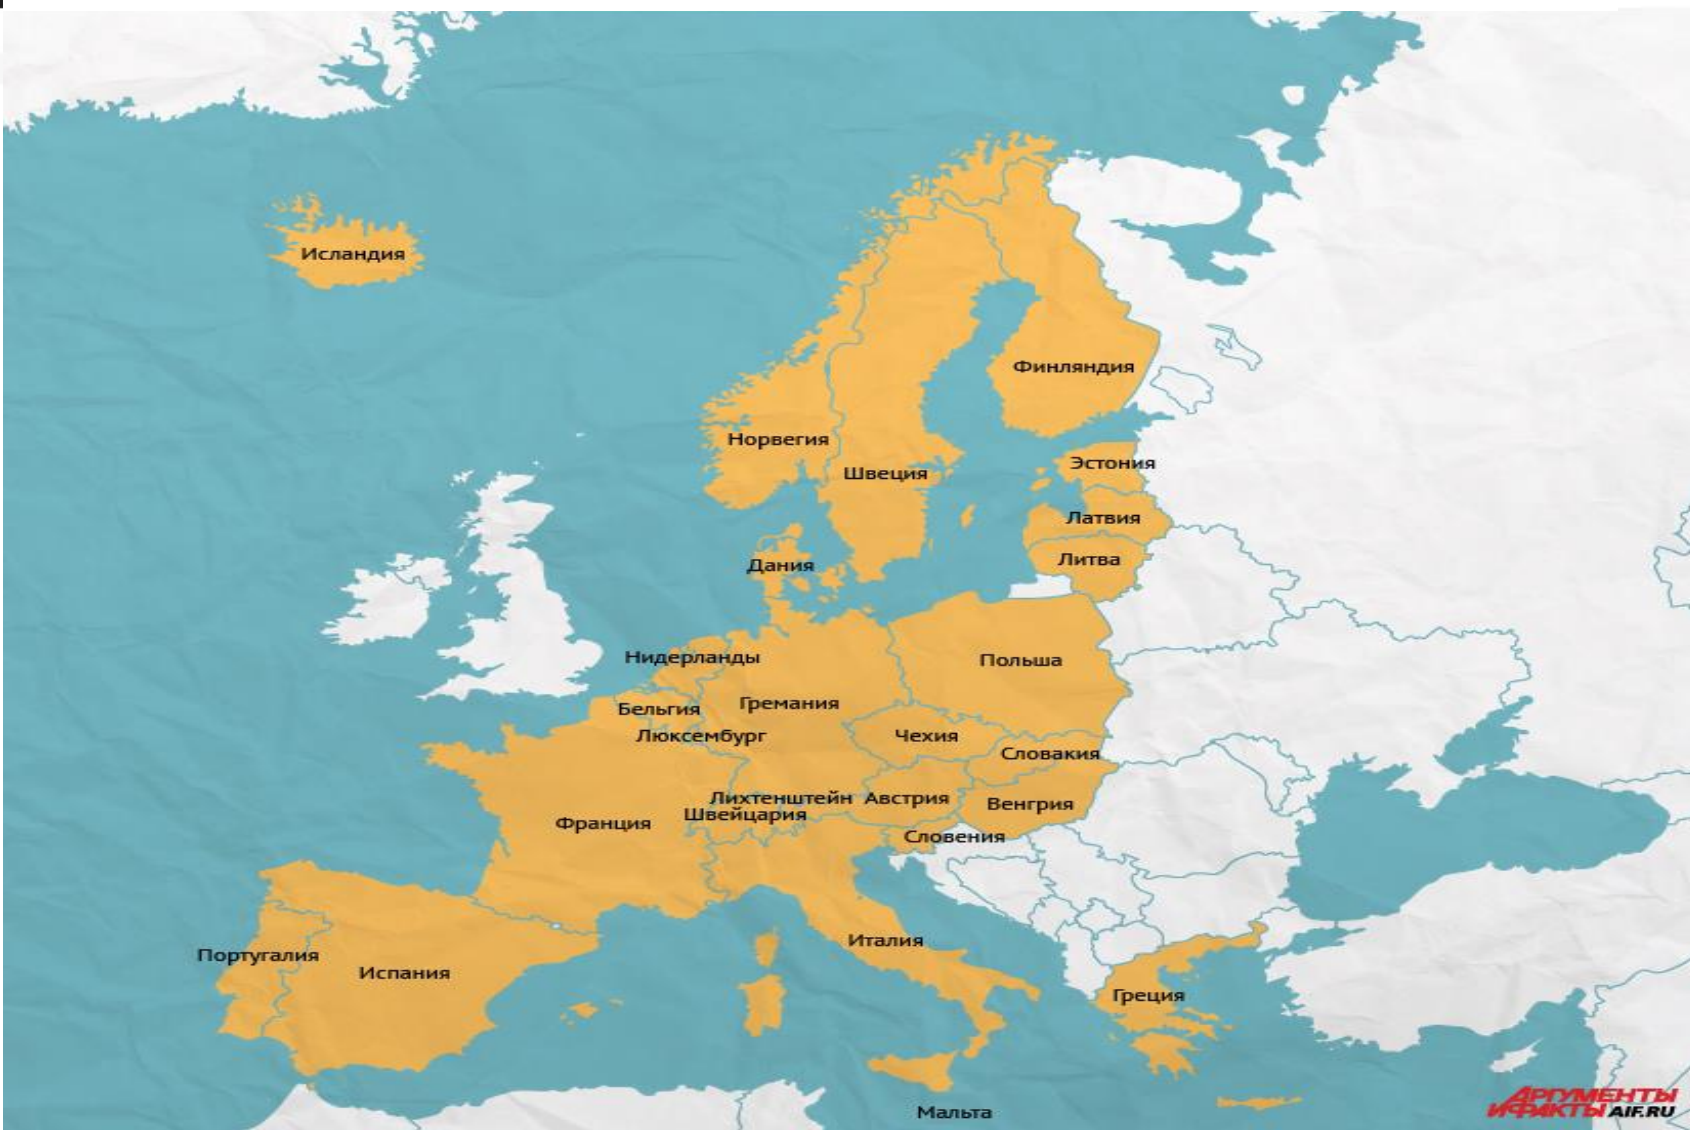 Исландия
Финляндия
Норвегия
Швеция
Эстония
Латвия
Литва
Дания
Нидерланды
Польша
Бельгия
Гремания
Люксембург
Чехия
Словакия
Лихтенштейн
Австрия
Швейцария
Венгрия
Франция
Словения
Италия
Португалия
Испания
Греция
Мальта
АРГУМЕНТЫ
И ФАКТЫ AIF.RU